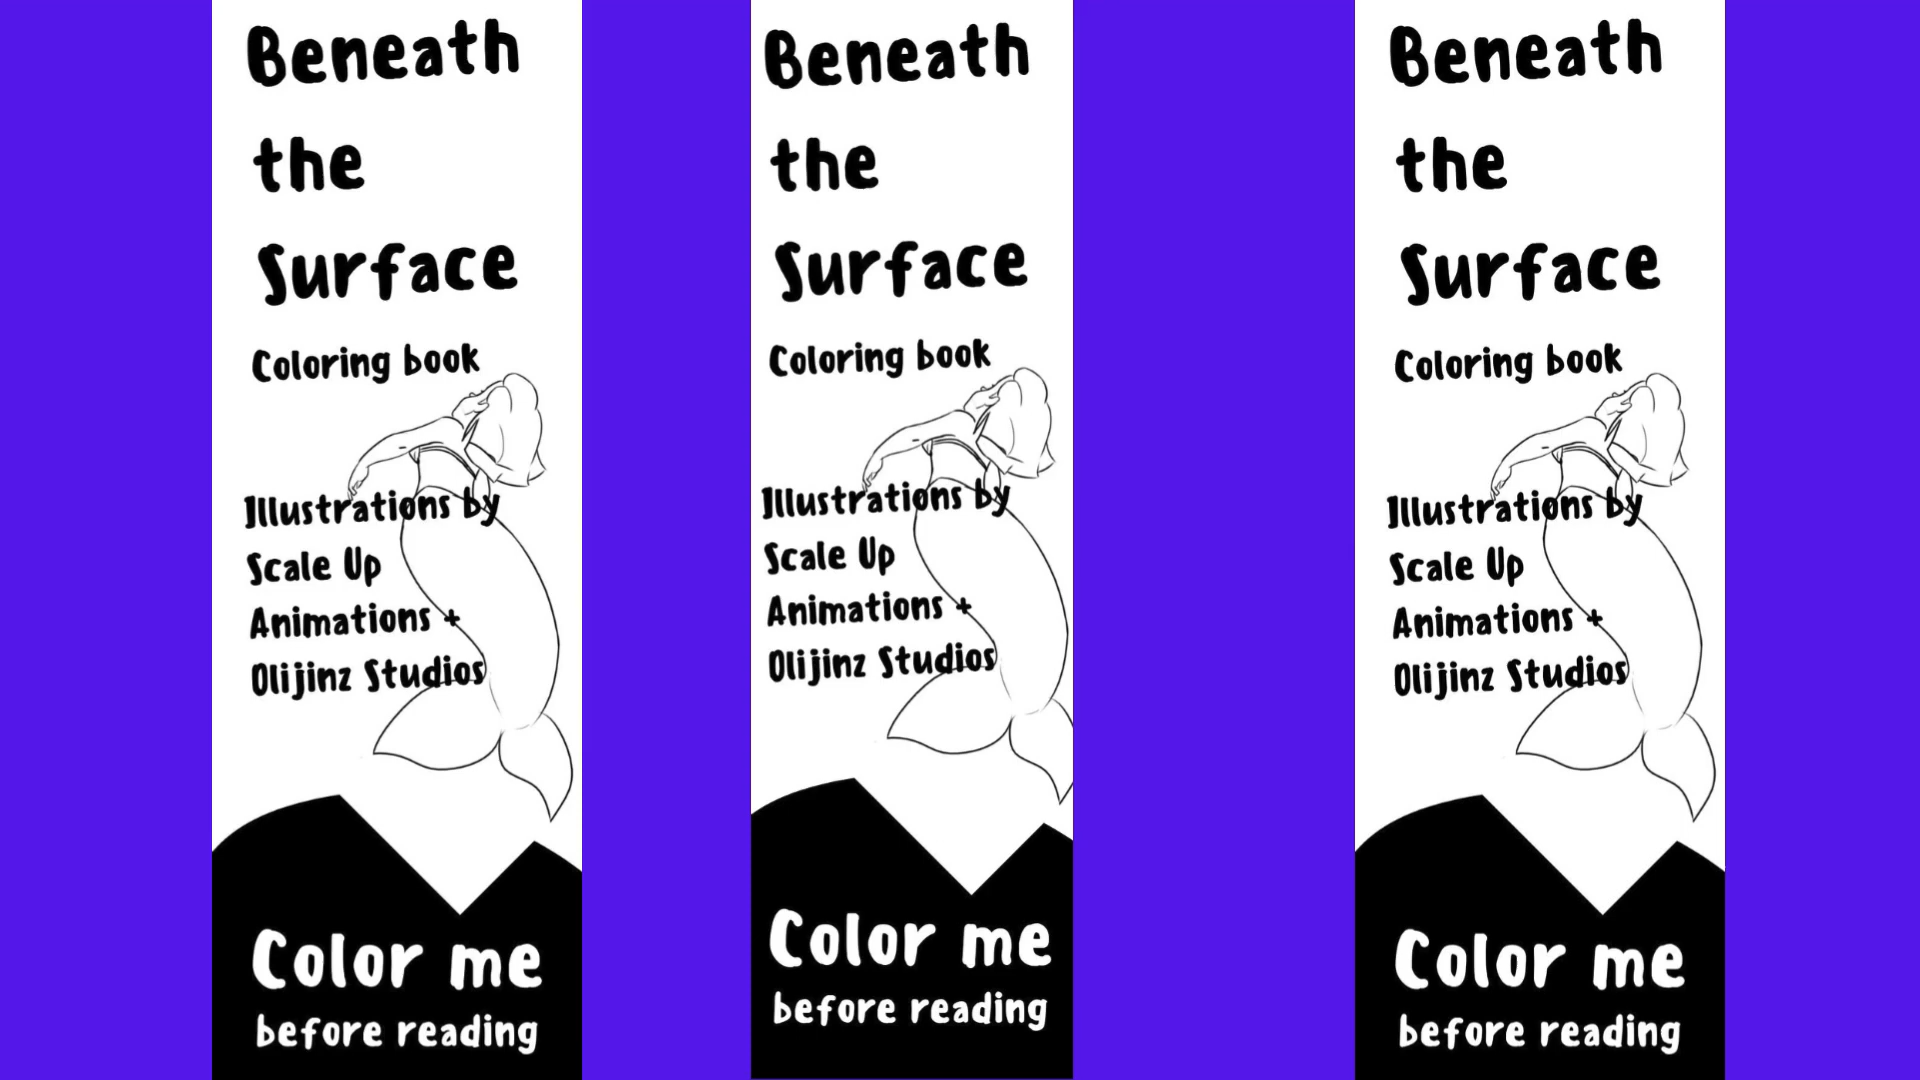 Beneath
the
Surface
Coloring book
Illustrations by
Scale Up
Animations +
Olijinz Studios
Color me
before reading
Beneath
the
Surface
Coloring book
Illustrations by
Scale Up
Animations +
Olijinz Studios
Color me
before reading
Beneath
the
Surface
Coloring book
Illustrations by
Scale Up
Animations +
Olijinz Studios
Color me
before reading